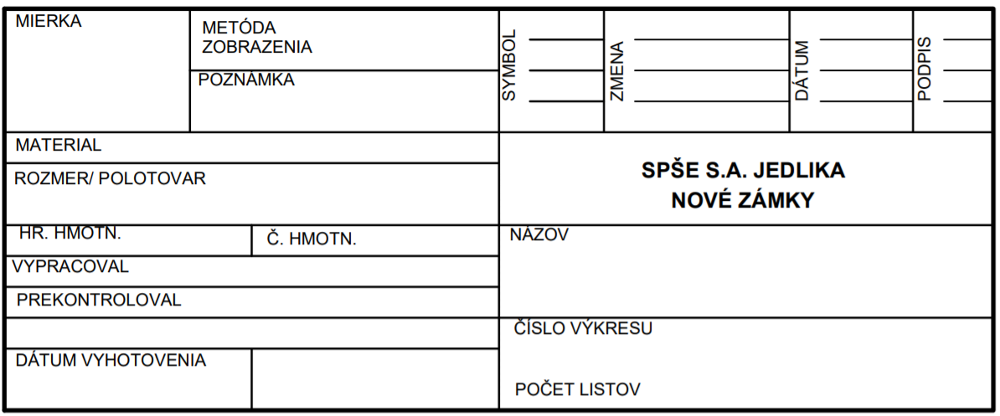 MIERKA
METÓDA
ZOBRAZENIA
POZNÁMKA
SYMBOL
ZMENA
DÁTUM
PODPIS
MATERIAL
ROZMER/ POLOTOVAR
SPŠE S.A. JEDLIKA
NOVÉ ZÁMKY
HR. HMOTN.
Č. HMOTN.
NÁZOV
VYPRACOVAL
PREKONTROLOVAL
ČÍSLO VÝKRESU
DÁTUM VYHOTOVENIA
POČET LISTOV